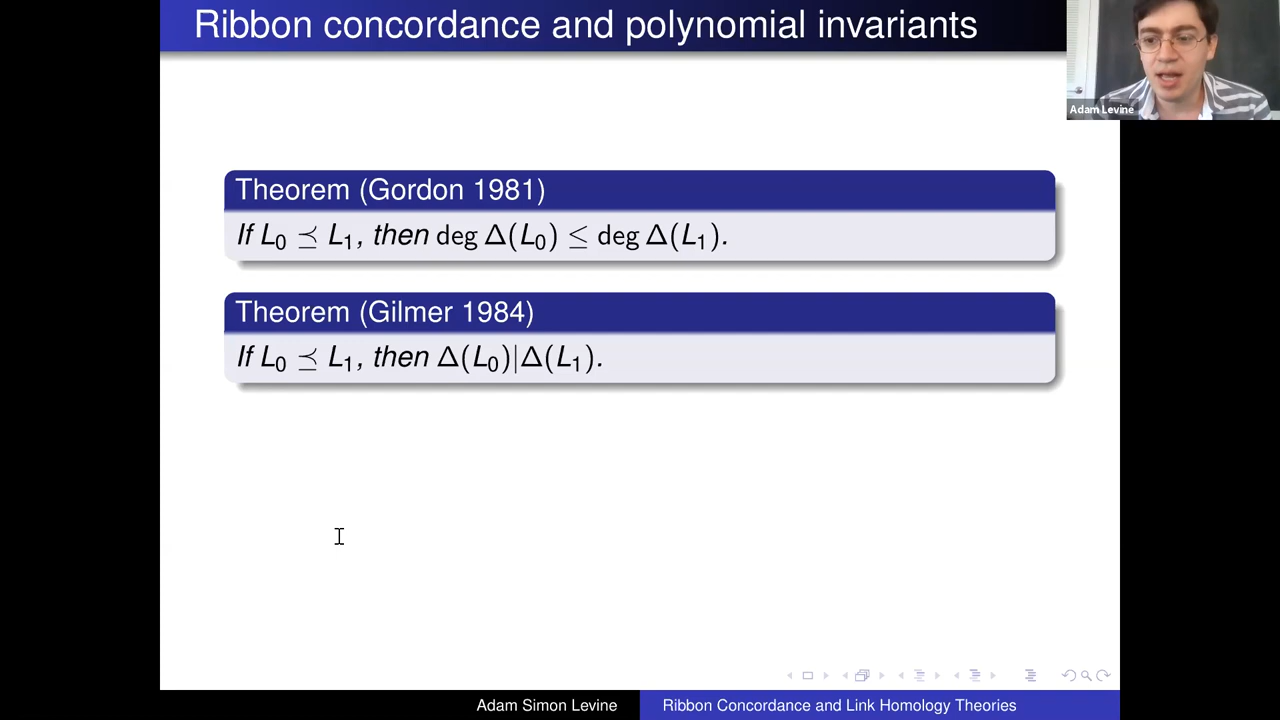 Ribbon concordance and polynomial invariants
Adam Levine
Theorem (Gordon 1981)
If L₀ ⪯ L₁, then deg Δ(L₀) ≤ deg Δ(L₁).
Theorem (Gilmer 1984)
If L₀ ⪯ L₁, then Δ(L₀)|Δ(L₁).
Adam Simon Levine
Ribbon Concordance and Link Homology Theories